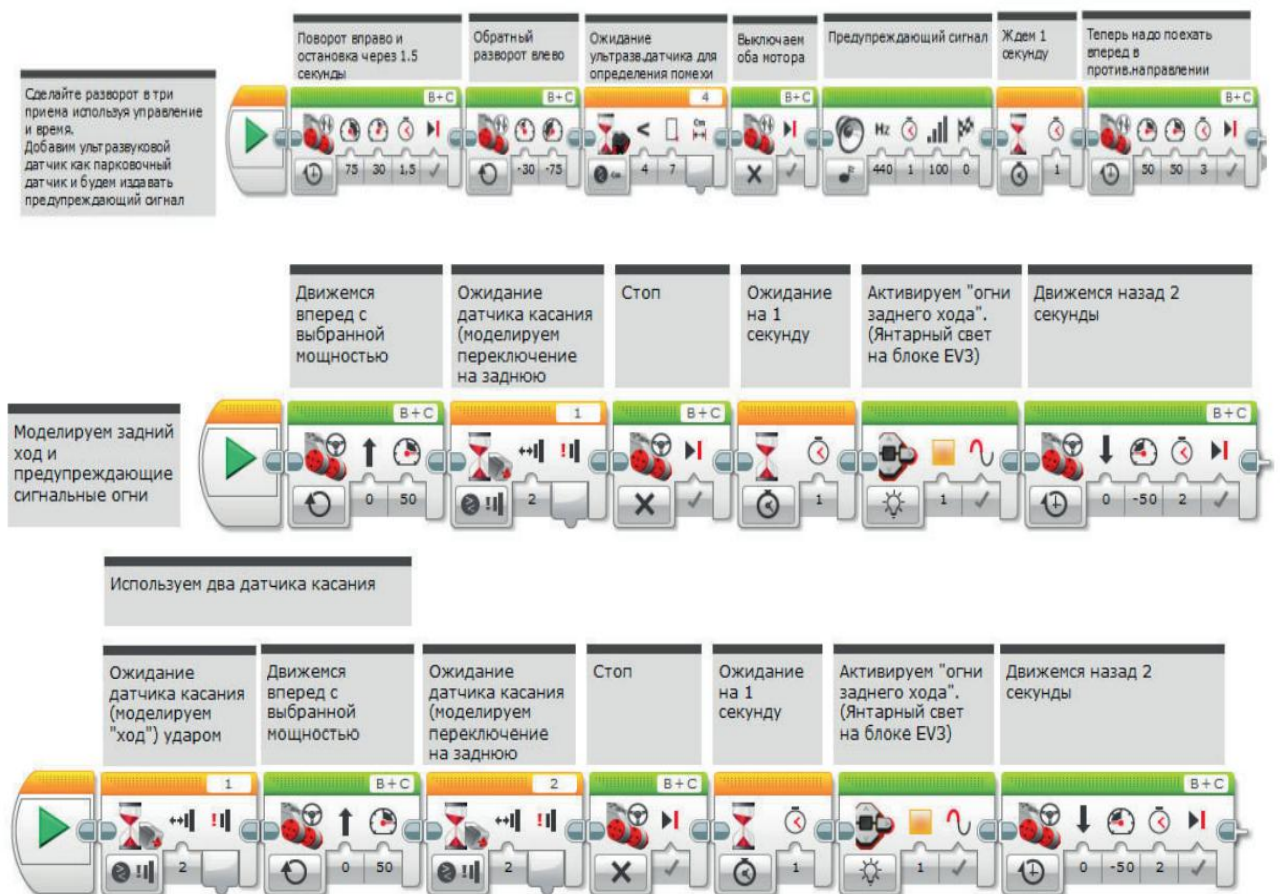 Сделайте разворот в три
приема используя управление
и время.
Добавим ультразвуковой
датчик как парковочный
датчик и будем издавать
предупреждающий сигнал
Поворот вправо и
остановка через 1.5
секунды
Обратный
разворот влево
Ожидание
ультразв.датчика для
определения помехи
Выключаем
оба мотора
Предупреждающий сигнал
Ждем 1
секунду
Теперь надо поехать
вперед в
против.направлении
B+C
B+C
4
B+C
B+C
Hz
Cm
75 30 1,5
-30 -75
4 7
440 1 100 0
1
50 50 3
Моделируем задний
ход и
предупреждающие
сигнальные огни
Движемся
вперед с
выбранной
мощностью
Ожидание
датчика касания
(моделируем
переключение
на заднюю
Стоп
Ожидание
на 1
секунду
Активируем "огни
заднего хода".
(Янтарный свет
на блоке EV3)
Движемся назад 2
секунды
B+C
1
B+C
B+C
0 50
2
1
1
0 -50 2
Используем два датчика касания
Ожидание
датчика касания
(моделируем
"ход") ударом
Движемся
вперед с
выбранной
мощностью
Ожидание
датчика касания
(моделируем
переключение
на заднюю
Стоп
Ожидание
на 1
секунду
Активируем "огни
заднего хода".
(Янтарный свет
на блоке EV3)
Движемся назад 2
секунды
1
B+C
2
B+C
B+C
2
0 50
2
1
1
0 -50 2